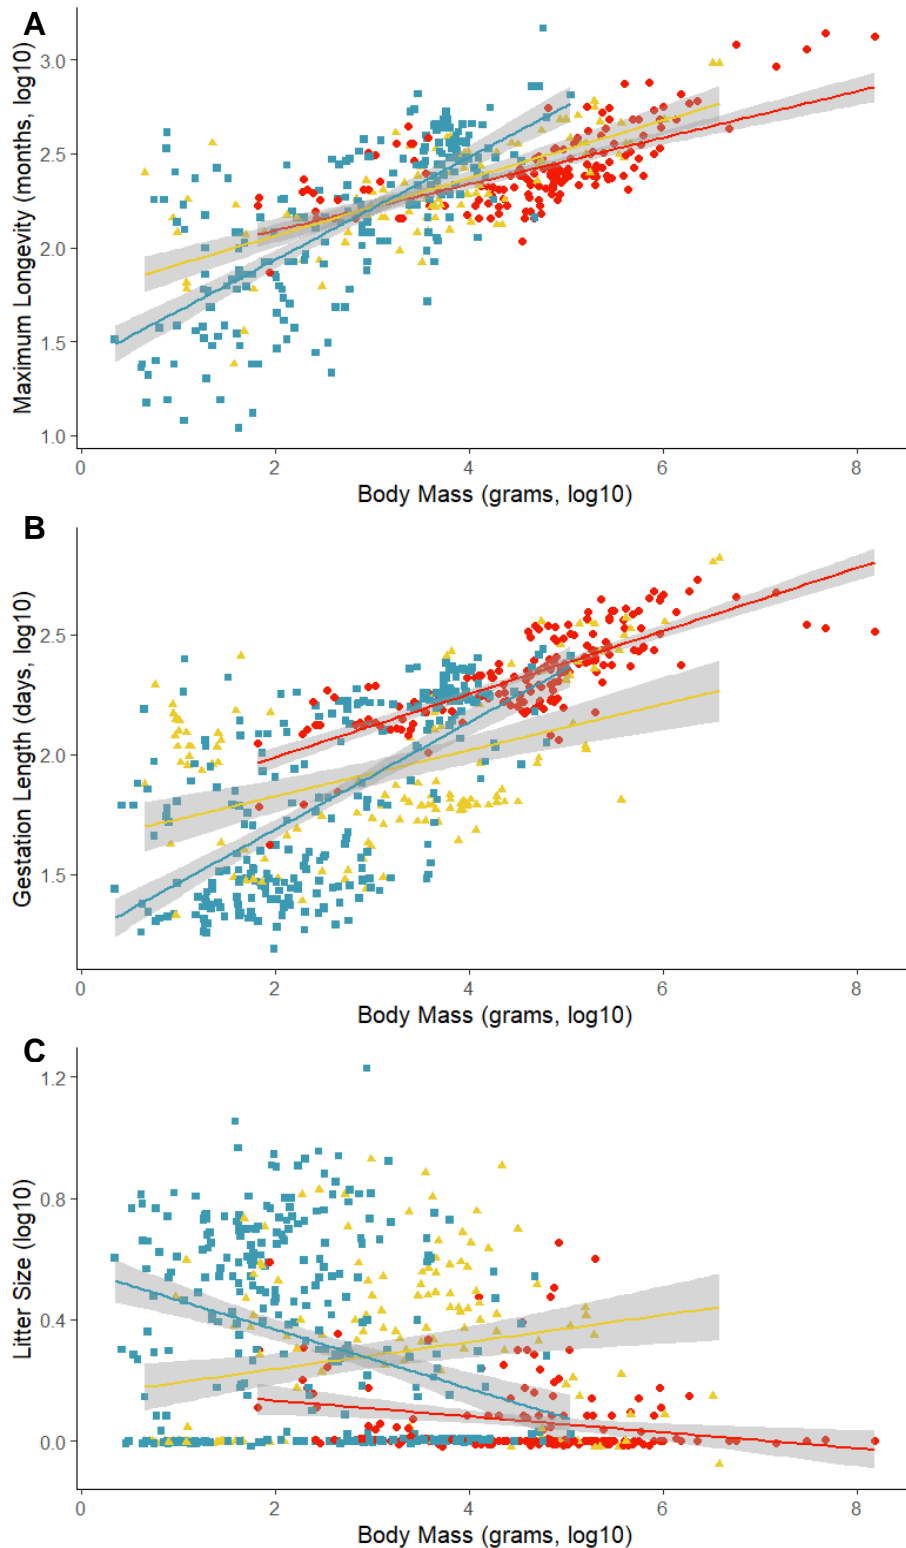 A
Maximum Longevity (months, log10)
3.0
2.5
2.0
1.5
1.0
0 2 4 6 8
Body Mass (grams, log10)
B
Gestation Length (days, log10)
2.5
2.0
1.5
0 2 4 6 8
Body Mass (grams, log10)
C
Litter Size (log10)
1.2
0.8
0.4
0.0
0 2 4 6 8
Body Mass (grams, log10)